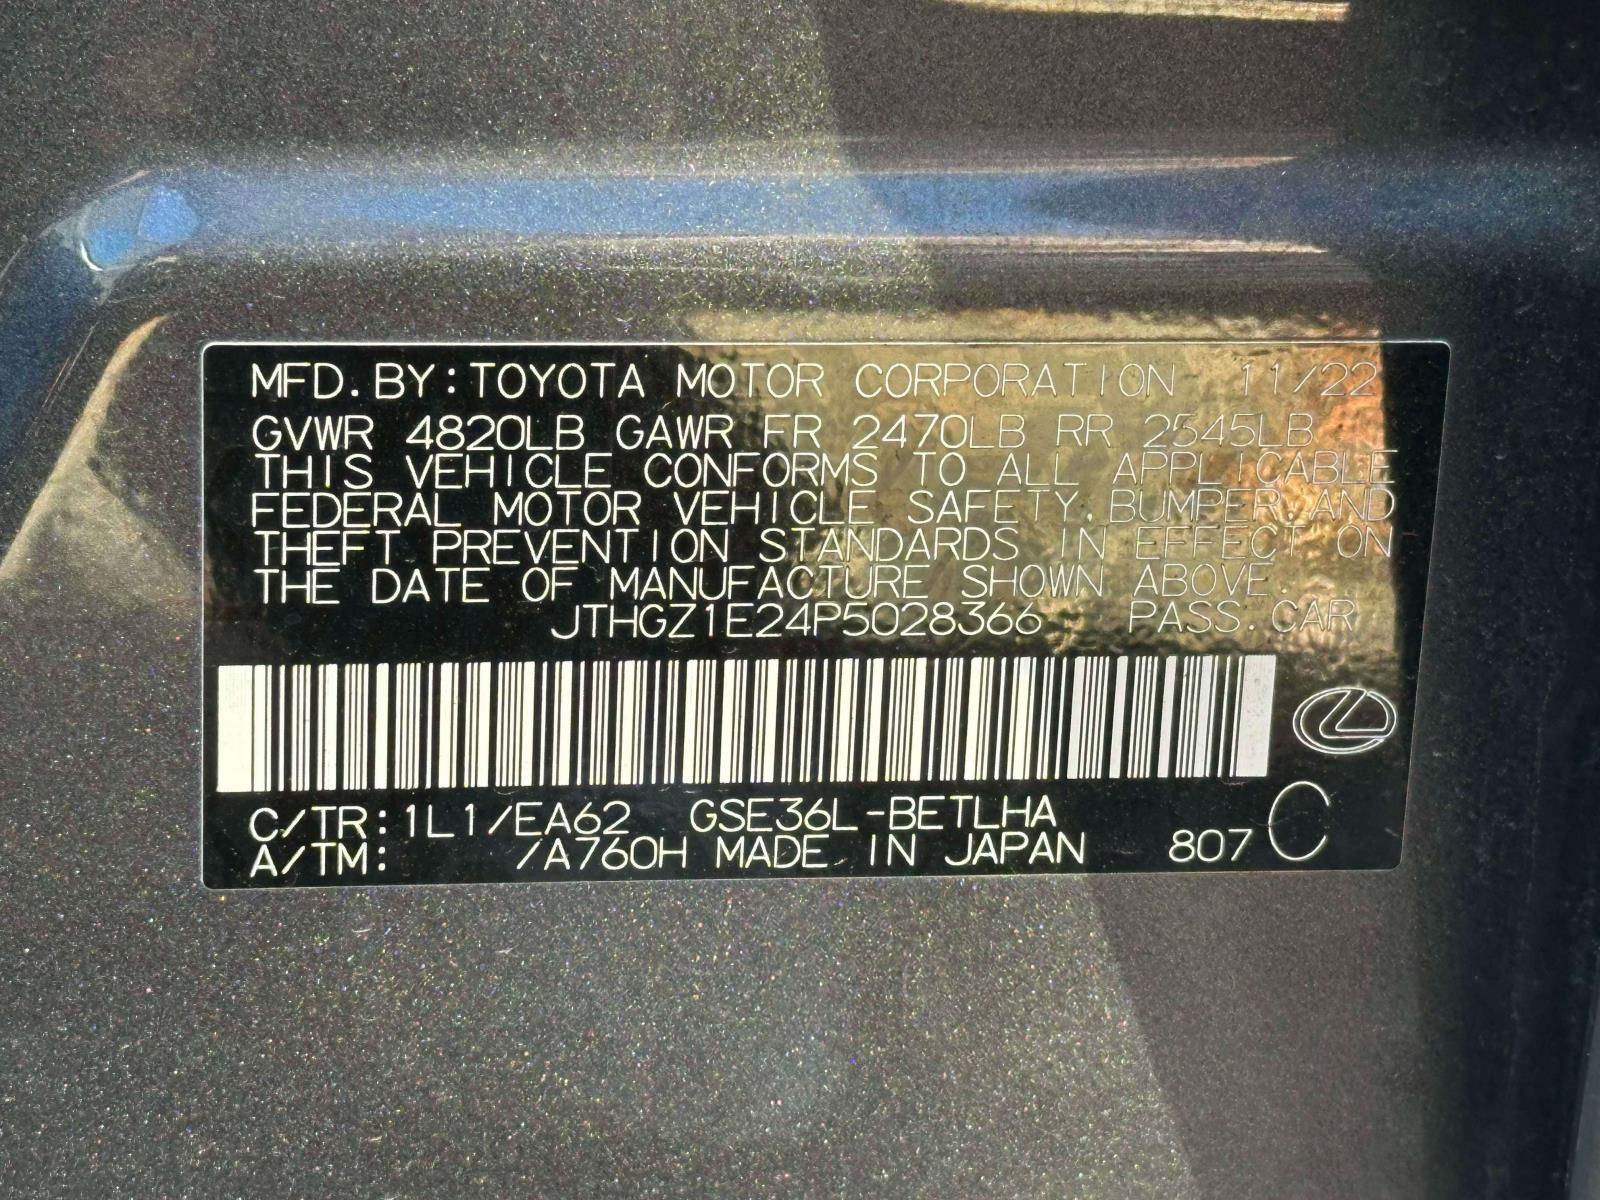 MFD. BY: TOYOTA MOTOR CORPORATION 11/22
GVWR 4820LB GAWR FR 2470LB RR 2545LB
THIS VEHICLE CONFORMS TO ALL APPLICABLE
FEDERAL MOTOR VEHICLE SAFETY, BUMPER, AND
THEFT PREVENTION STANDARDS IN EFFECT ON
THE DATE OF MANUFACTURE SHOWN ABOVE.
JTHGZ1E24P5028366 PASS. CAR
C/TR: 1L1/EA62 GSE36L-BETLHA
A/TM: /A760H MADE IN JAPAN 807 C